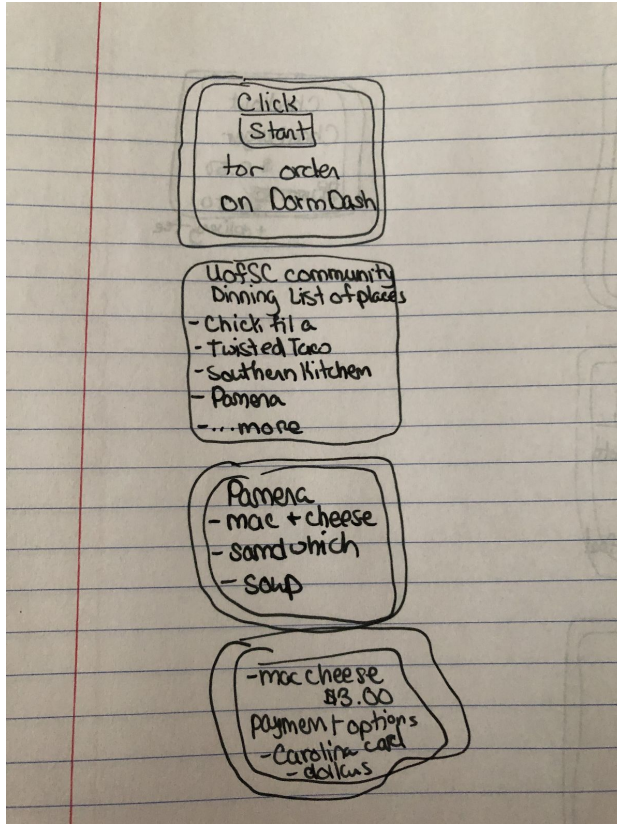 Click
Start
for order
on DormDash
UofSC community
Dinning List of places
- Chick fil a
- Twisted Taco
- Southern Kitchen
- Panera
- ... more
Panera
- mac + cheese
- sandwhich
- soup
- mac cheese
$3.00
payment options
- Carolina card
- dollars